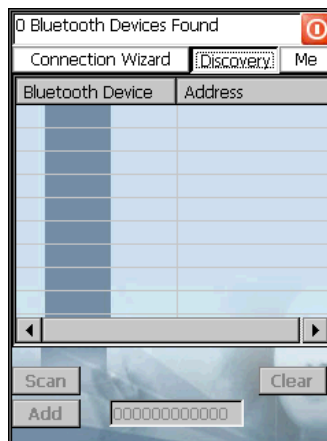 0 Bluetooth Devices Found
Connection Wizard Discovery Me
Bluetooth Device Address
Scan Clear
Add 000000000000